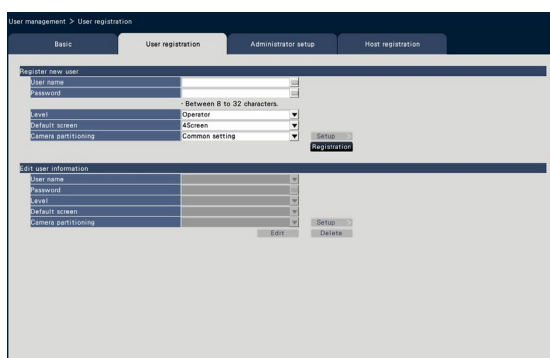 User management > User registration
Basic User registration Administrator setup Host registration
Register new user
User name
Password
- Between 8 to 32 characters.
Level Operator
Default screen 4Screen
Camera partitioning Common setting Setup
Registration
Edit user information
User name
Password
Level
Default screen
Camera partitioning Setup
Edit Delete